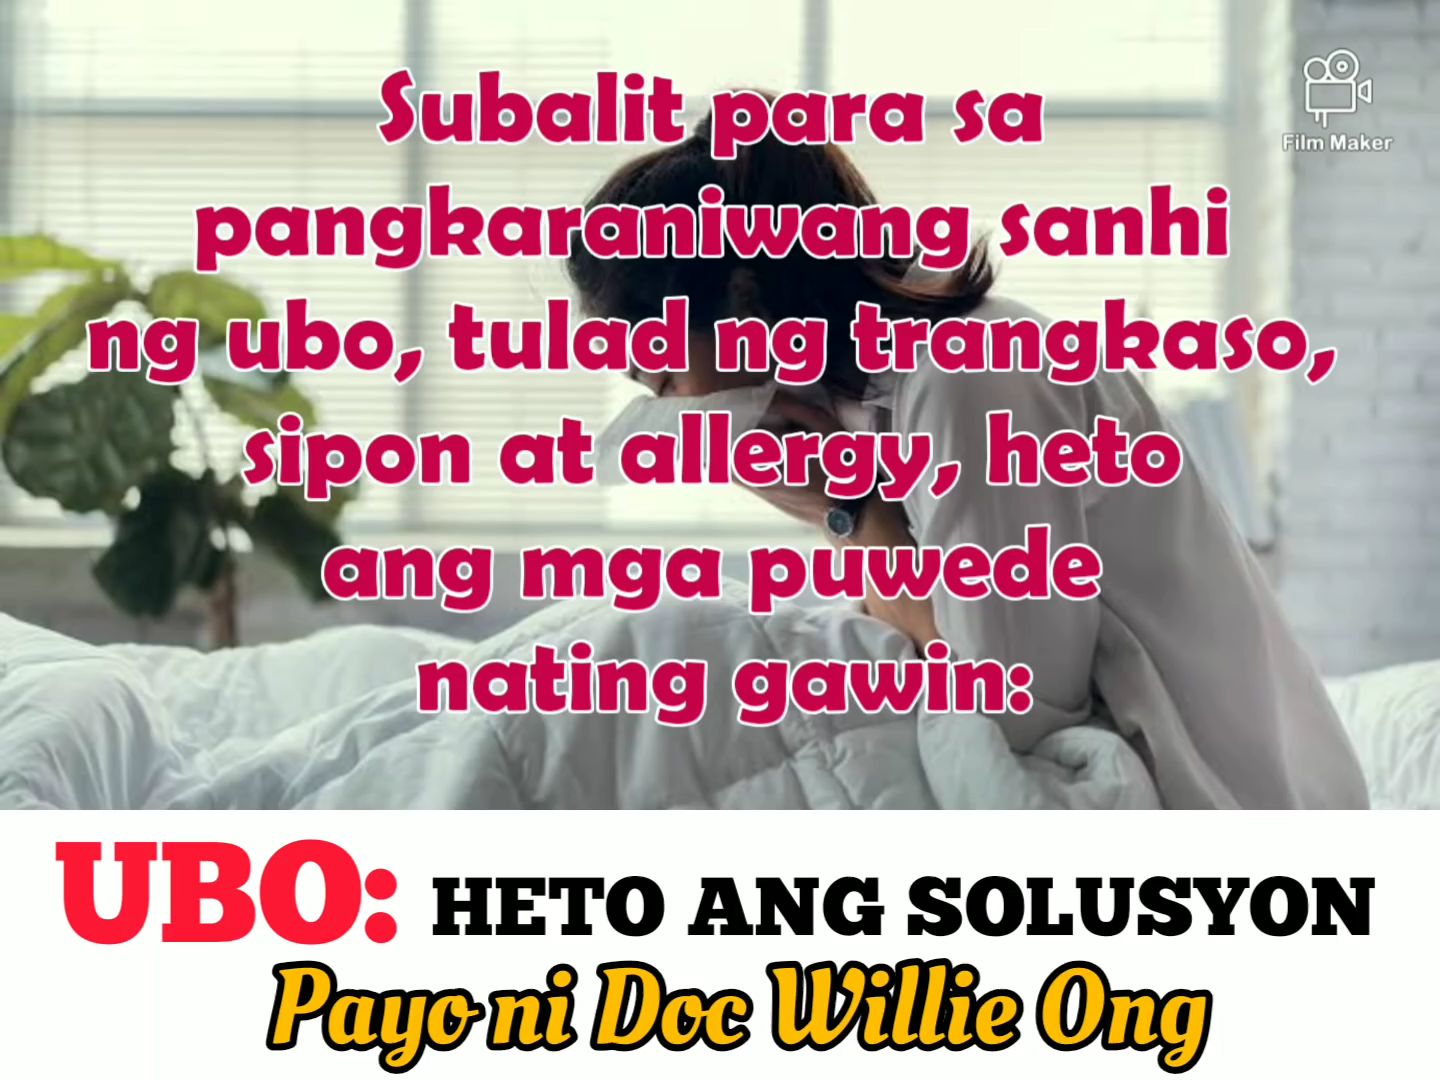 Subalit para sa
Film Maker
pangkaraniwang sanhi
ng ubo, tulad ng trangkaso,
sipon at allergy, heto
ang mga puwede
nating gawin:
UBO: HETO ANG SOLUSYON
Payo ni Doc Willie Ong